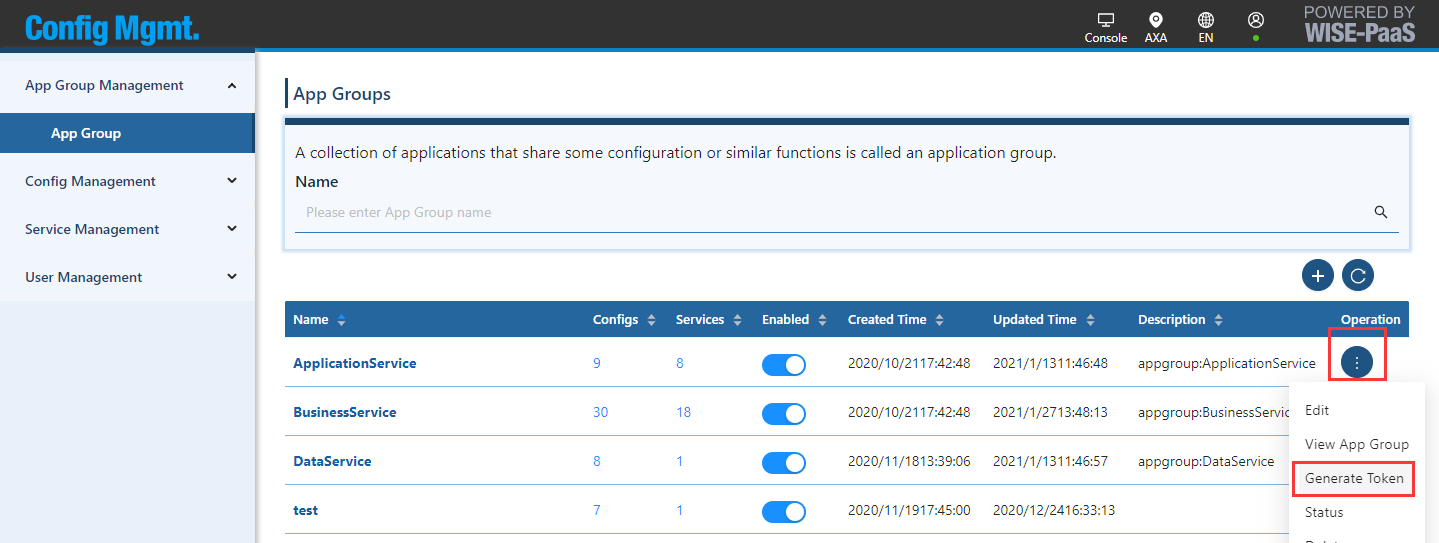 Config Mgmt.
Console AXA EN
POWERED BY
WISE-PaaS
App Group Management
App Group
Config Management
Service Management
User Management
App Groups
A collection of applications that share some configuration or similar functions is called an application group.
Name
Please enter App Group name
Name Configs Services Enabled Created Time Updated Time Description Operation
ApplicationService 9 8 2020/10/2117:42:48 2021/1/1311:46:48 appgroup:ApplicationService
BusinessService 30 18 2020/10/2117:42:48 2021/1/2713:48:13 appgroup:BusinessServic
DataService 8 1 2020/11/1813:39:06 2021/1/1311:46:57 appgroup:DataService
test 7 1 2020/11/1917:45:00 2020/12/2416:33:13
Edit
View App Group
Generate Token
Status